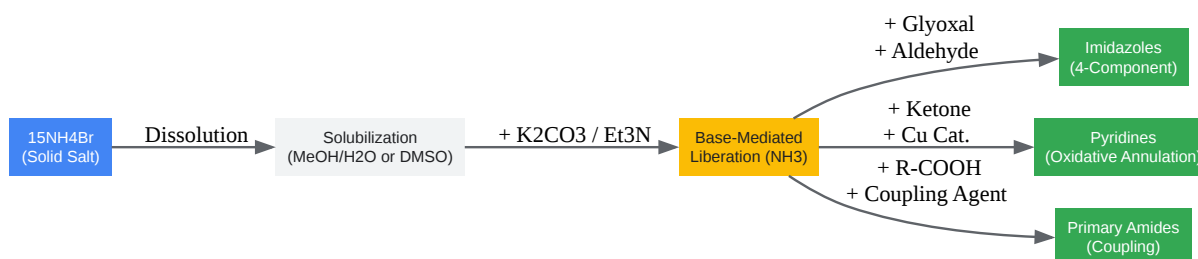 15NH4Br
(Solid Salt)
Dissolution
Solubilization
(MeOH/H2O or DMSO)
+ K2CO3 / Et3N
Base-Mediated
Liberation (NH3)
+ Glyoxal
+ Aldehyde
Imidazoles
(4-Component)
+ Ketone
+ Cu Cat.
Pyridines
(Oxidative Annulation)
+ R-COOH
+ Coupling Agent
Primary Amides
(Coupling)